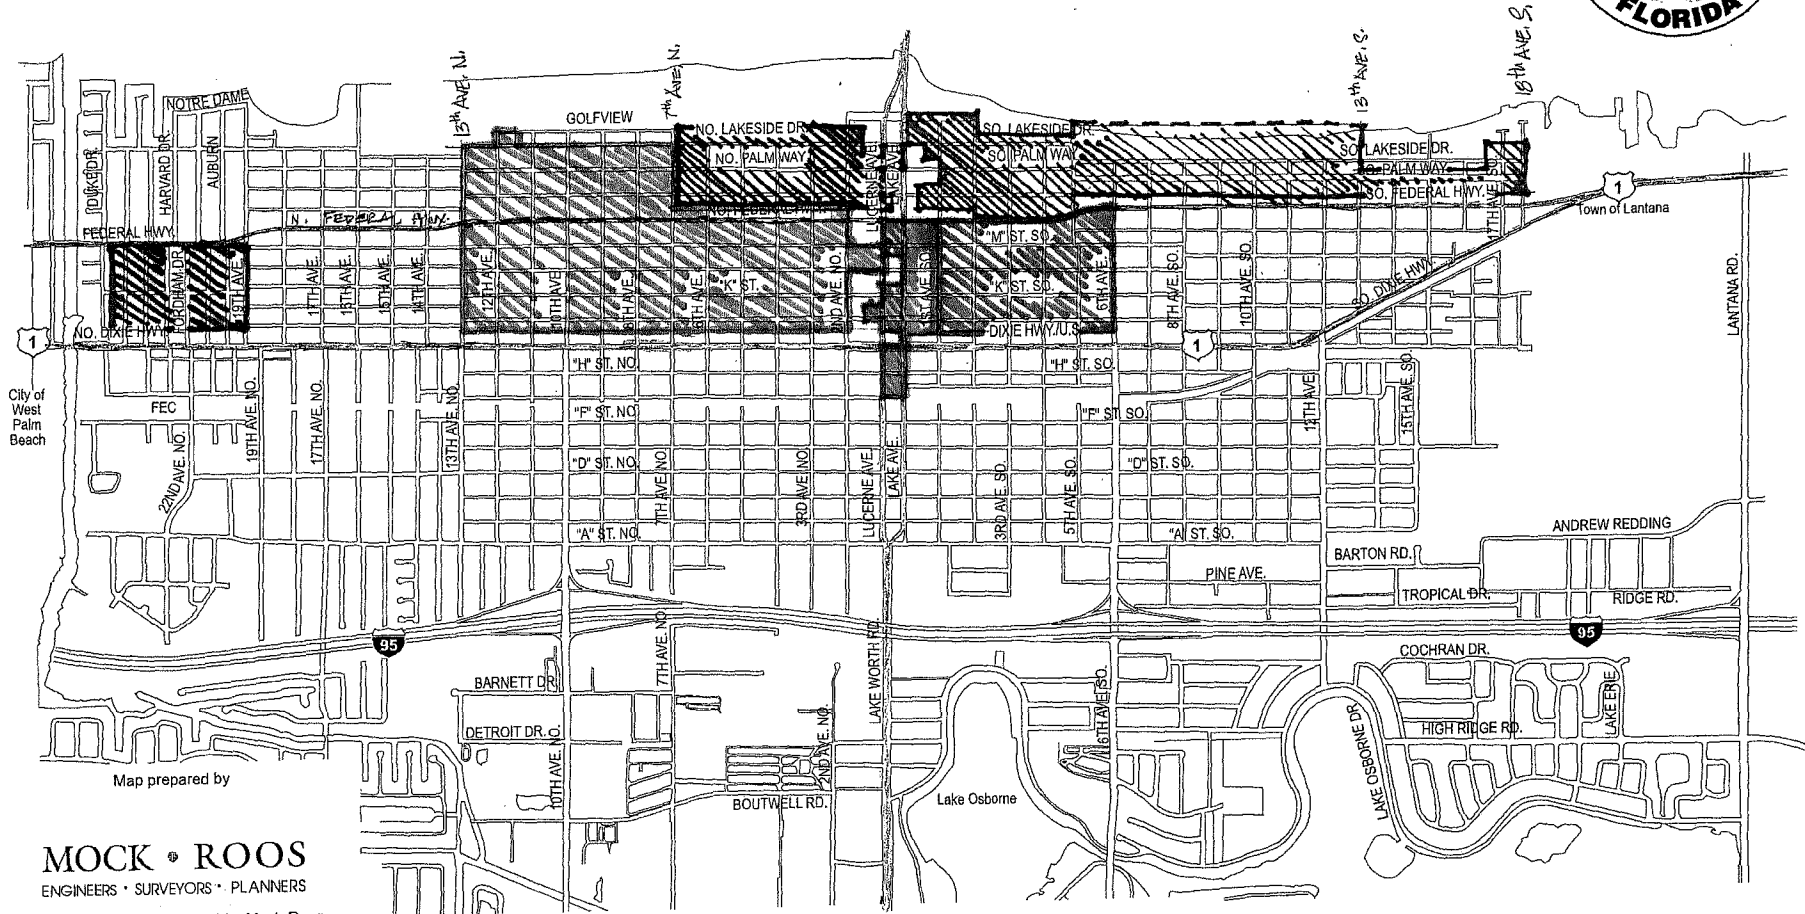 FLORIDA
13th AVE. N.
7th AVE. N.
13th AVE. S.
18th AVE. S.
NOTRE DAME
DUKE DR.
HARVARD DR.
AUBURN
GOLFVIEW
NO. LAKESIDE DR.
NO. PALM WAY
LUCERNE AVE.
LAKE AVE.
SO. LAKESIDE DR.
SO. PALM WAY
SO. LAKESIDE DR.
SO. PALM WAY
SO. FEDERAL HWY.
17TH AVE. SO.
1
Town of Lantana
N. FEDERAL HWY.
FEDERAL HWY.
FORDHAM DR.
19TH AVE.
17TH AVE.
15TH AVE.
14TH AVE.
12TH AVE.
10TH AVE.
6TH AVE.
"K" ST.
2ND AVE. NO.
1ST AVE. SO.
"M" ST. SO.
"K" ST. SO.
6TH AVE.
8TH AVE. SO.
10TH AVE. SO.
SO. DIXIE HWY.
LANTANA RD.
NO. DIXIE HWY.
DIXIE HWY./U.S.
1
1
"H" ST. NO.
"H" ST. SO.
City of
West
Palm
Beach
FEC
"F" ST. NO.
"F" ST. SO.
12TH AVE.
15TH AVE. SO.
19TH AVE. NO.
17TH AVE. NO.
13TH AVE. NO.
22ND AVE. NO.
"D" ST. NO.
7TH AVE. NO.
3RD AVE. NO.
LUCERNE AVE.
LAKE AVE.
3RD AVE. SO.
5TH AVE. SO.
"D" ST. SO.
"A" ST. NO.
"A" ST. SO.
ANDREW REDDING
BARTON RD.
PINE AVE.
TROPICAL DR.
RIDGE RD.
95
95
7TH AVE. NO.
LAKE WORTH RD.
COCHRAN DR.
BARNETT DR.
6TH AVE. SO.
LAKE ERIE
DETROIT DR.
10TH AVE. NO.
2ND AVE. NO.
HIGH RIDGE RD.
LAKE OSBORNE DR.
BOUTWELL RD.
Lake Osborne
Map prepared by
MOCK • ROOS
ENGINEERS • SURVEYORS • PLANNERS